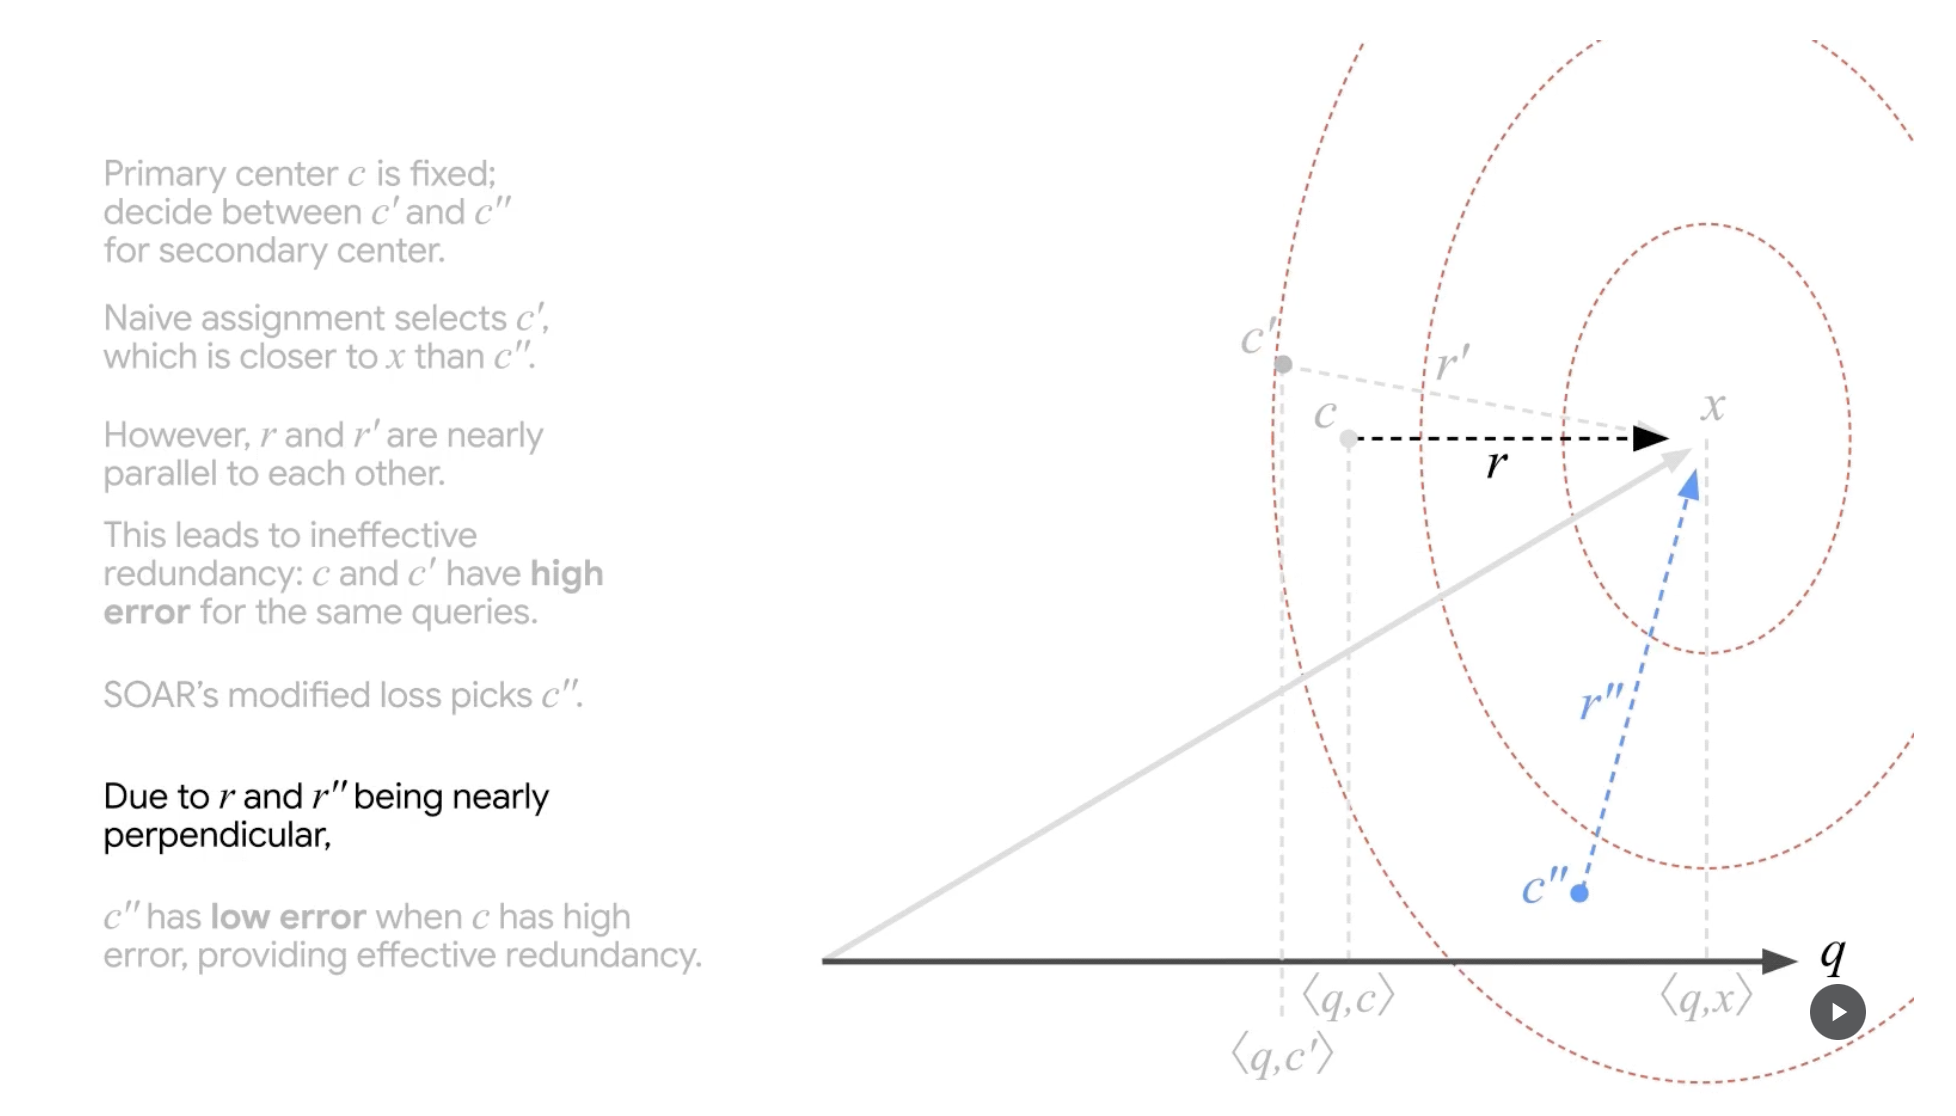 Primary center c is fixed;
decide between c′ and c″
for secondary center.
Naive assignment selects c′,
which is closer to x than c″.
However, r and r′ are nearly
parallel to each other.
This leads to ineffective
redundancy: c and c′ have high
error for the same queries.
SOAR’s modified loss picks c″.
Due to r and r″ being nearly
perpendicular,
c″ has low error when c has high
error, providing effective redundancy.
c′
r′
c
x
r
r″
c″
q
⟨q,c⟩
⟨q,x⟩
⟨q,c′⟩